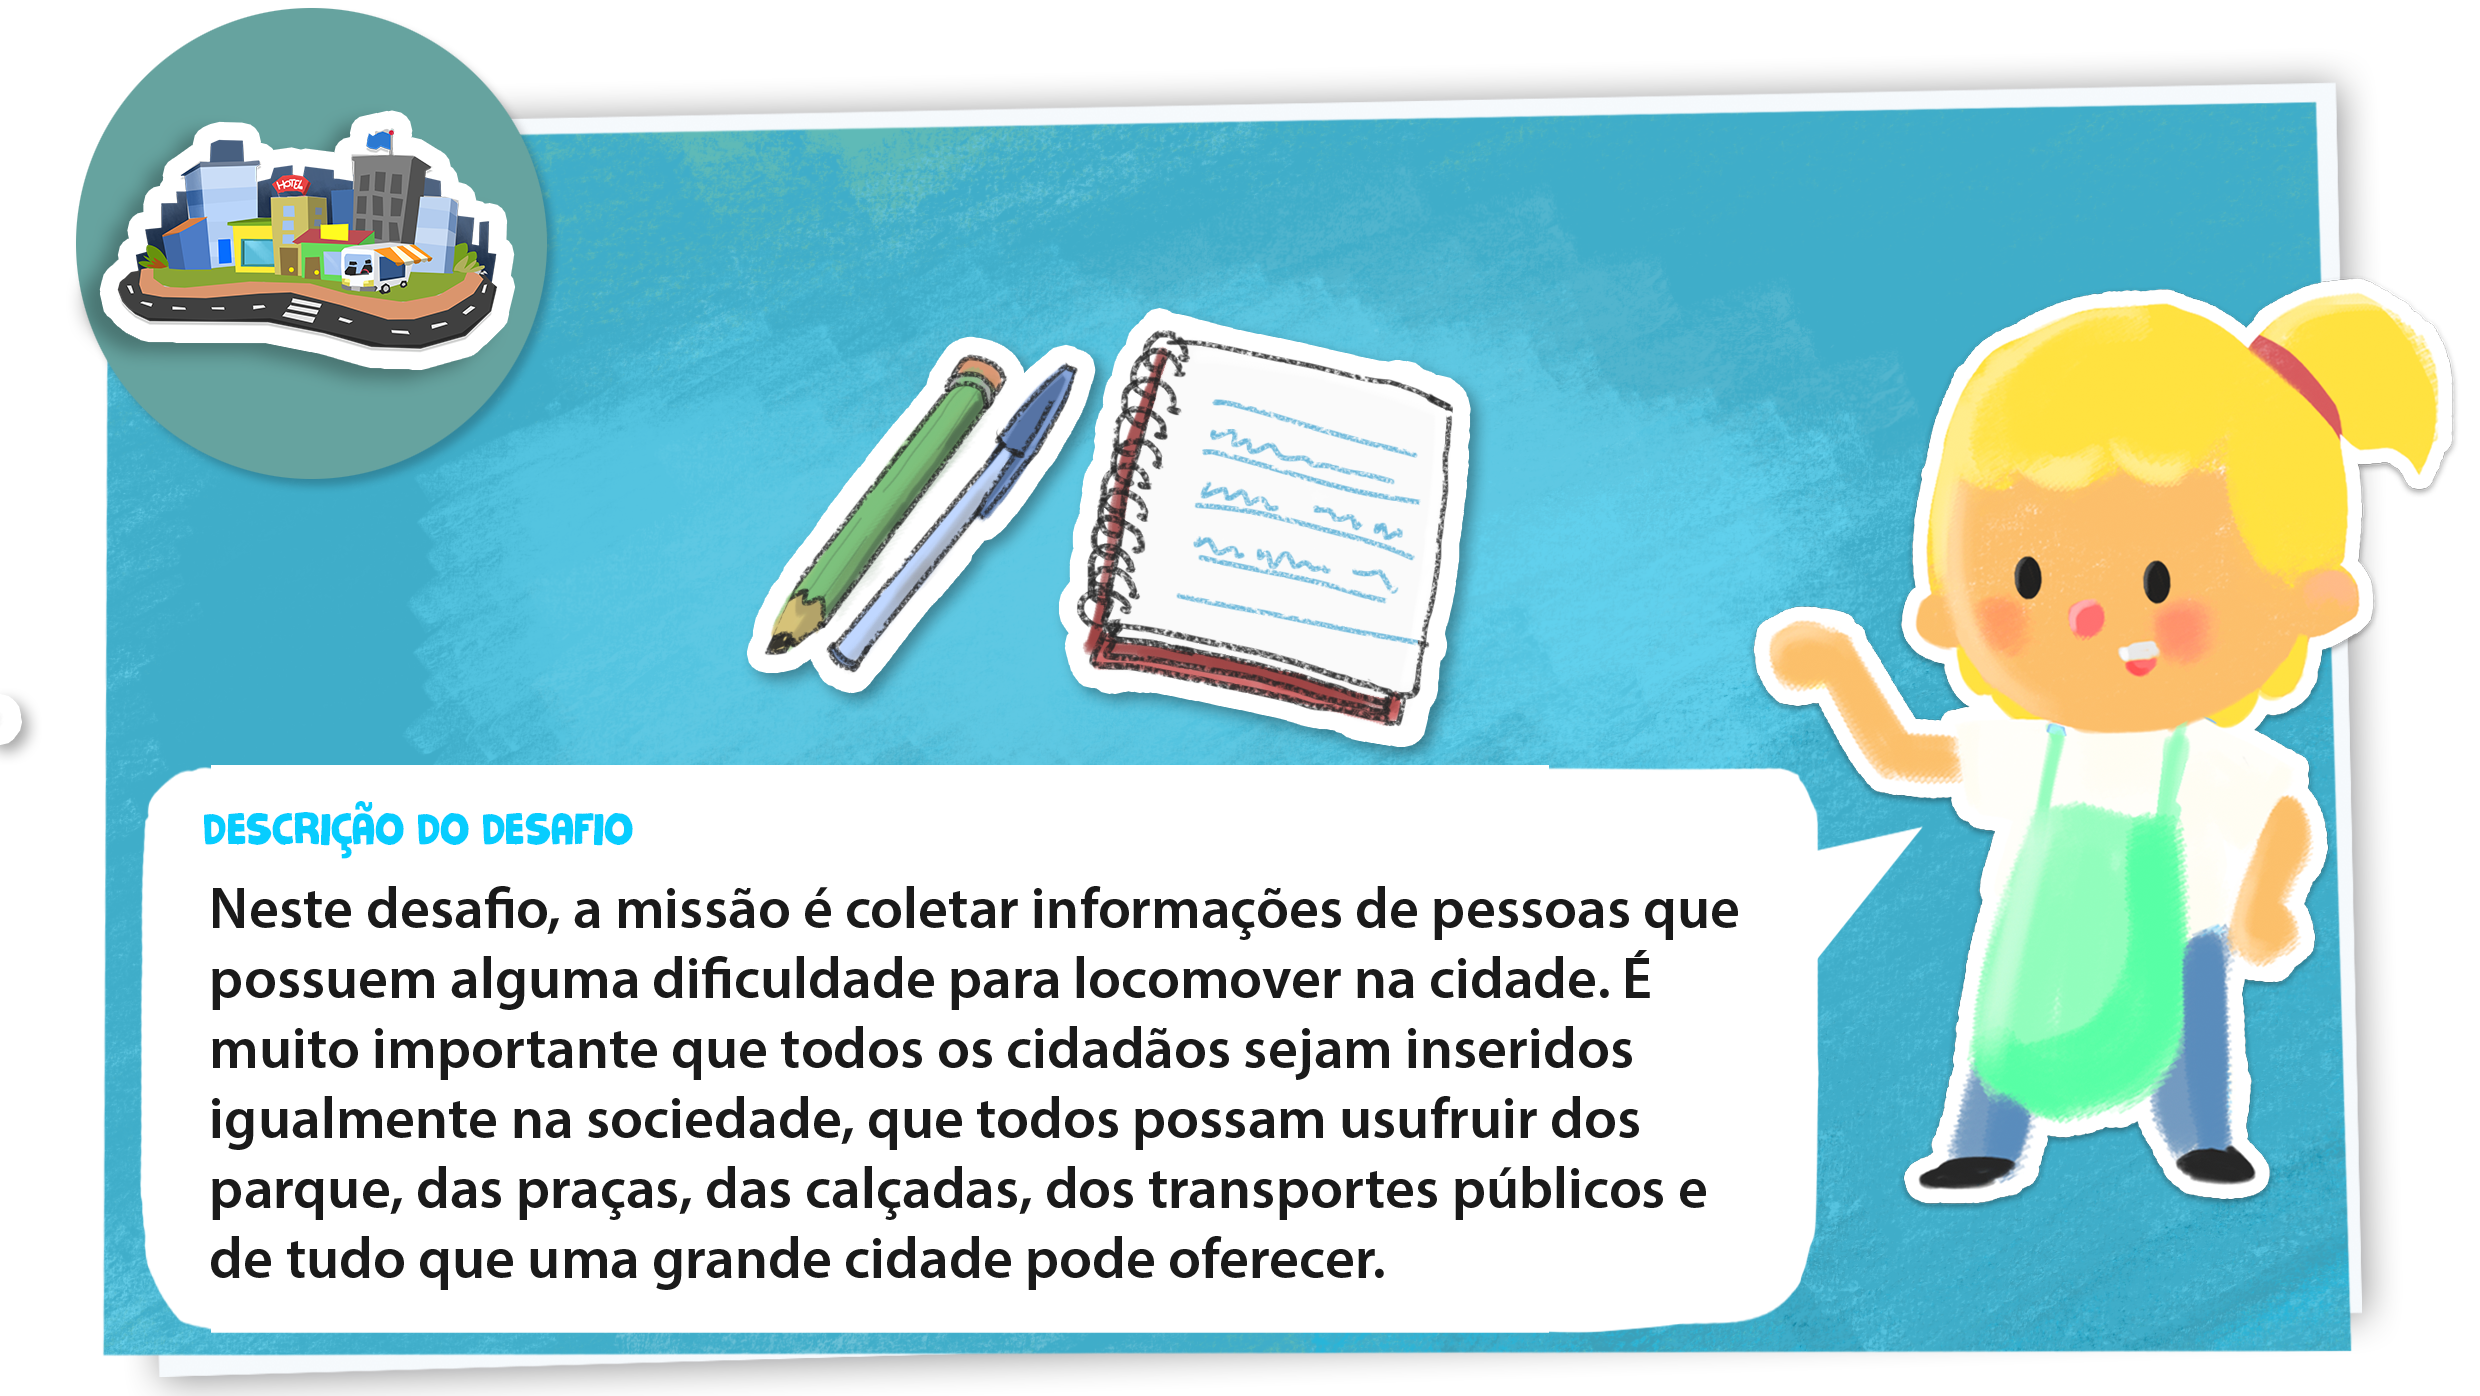 HOTEL
DESCRIÇÃO DO DESAFIO
Neste desafio, a missão é coletar informações de pessoas que
possuem alguma dificuldade para locomover na cidade. É
muito importante que todos os cidadãos sejam inseridos
igualmente na sociedade, que todos possam usufruir dos
parque, das praças, das calçadas, dos transportes públicos e
de tudo que uma grande cidade pode oferecer.